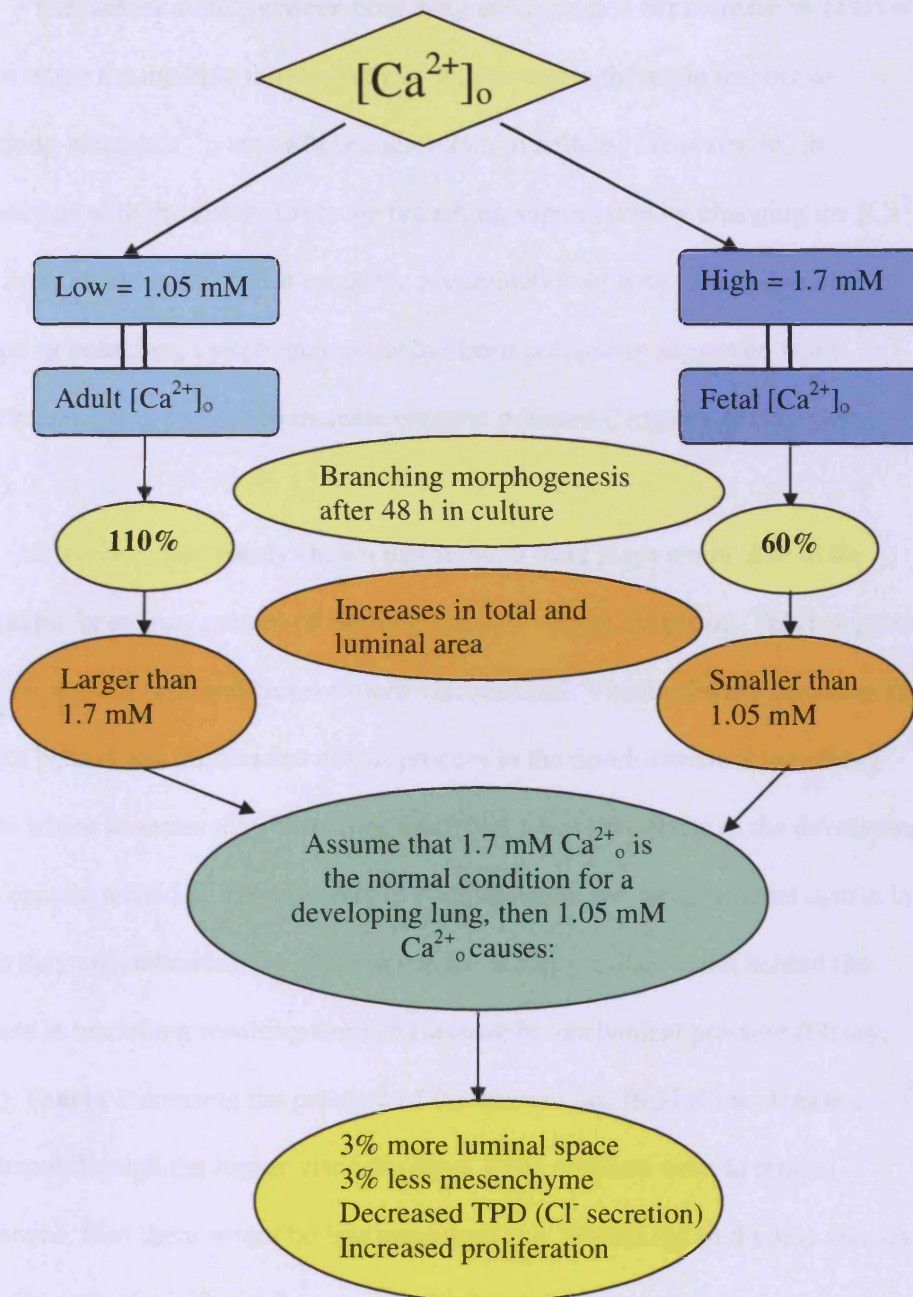 [Ca²⁺]ₒ
Low = 1.05 mM
High = 1.7 mM
Adult [Ca²⁺]ₒ
Fetal [Ca²⁺]ₒ
Branching morphogenesis
after 48 h in culture
110%
60%
Increases in total and
luminal area
Larger than
1.7 mM
Smaller than
1.05 mM
Assume that 1.7 mM Ca²⁺ₒ is
the normal condition for a
developing lung, then 1.05 mM
Ca²⁺ₒ causes:
3% more luminal space
3% less mesenchyme
Decreased TPD (Cl⁻ secretion)
Increased proliferation